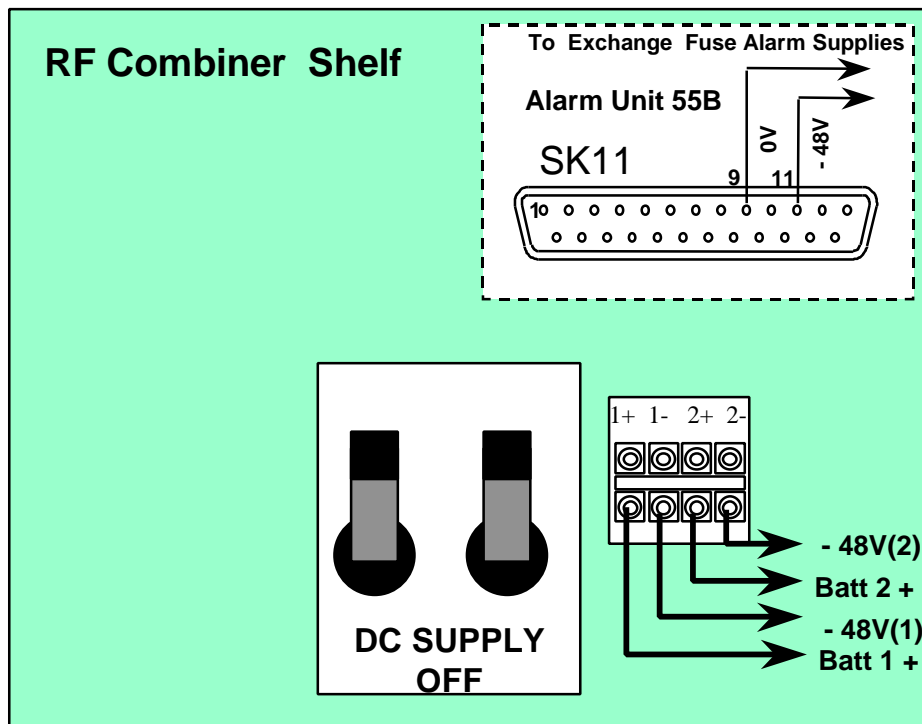 RF Combiner Shelf
To Exchange Fuse Alarm Supplies
Alarm Unit 55B
0V
- 48V
SK11
9
11
1
1+ 1- 2+ 2-
- 48V(2)
Batt 2 +
- 48V(1)
Batt 1 +
DC SUPPLY
OFF